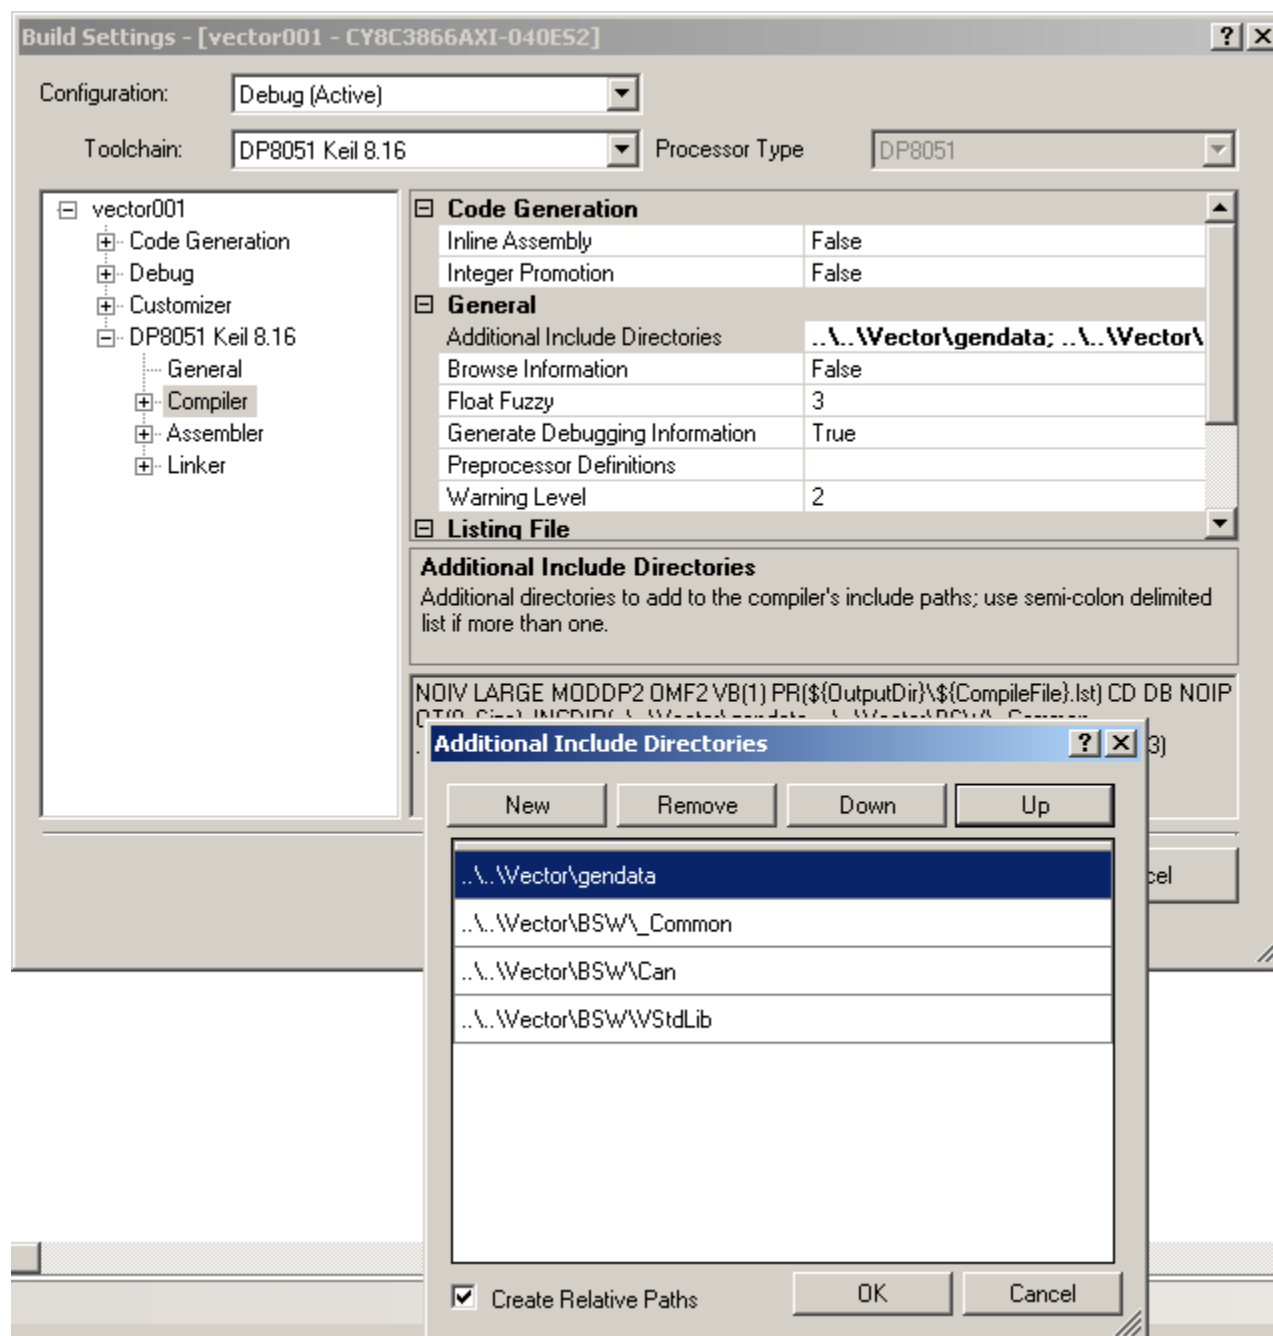 Build Settings - [vector001 - CY8C3866AXI-040ES2]
Configuration: Debug (Active)
Toolchain: DP8051 Keil 8.16 Processor Type DP8051
vector001
Code Generation
Debug
Customizer
DP8051 Keil 8.16
General
Compiler
Assembler
Linker
Code Generation
Inline Assembly False
Integer Promotion False
General
Additional Include Directories ..\..\Vector\gendata; ..\..\Vector\
Browse Information False
Float Fuzzy 3
Generate Debugging Information True
Preprocessor Definitions
Warning Level 2
Listing File
Additional Include Directories
Additional directories to add to the compiler's include paths; use semi-colon delimited
list if more than one.
NOIV LARGE MODDP2 OMF2 VB(1) PR(${OutputDir}\${CompileFile}.lst) CD DB NOIP
3)
Additional Include Directories
New Remove Down Up
..\..\Vector\gendata
..\..\Vector\BSW\_Common
..\..\Vector\BSW\Can
..\..\Vector\BSW\VStdLib
Create Relative Paths OK Cancel